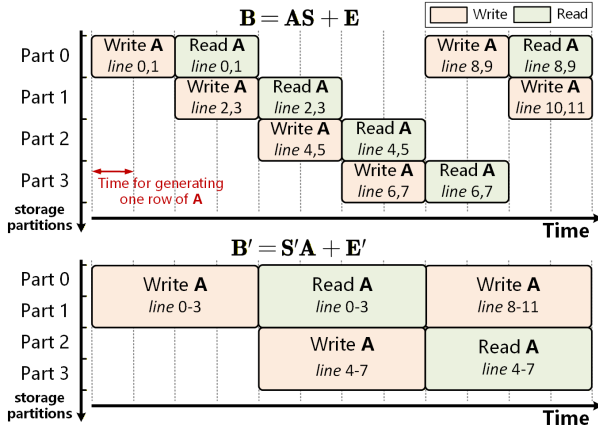 B = AS + E
Write Read
Part 0
Write A
line 0,1
Read A
line 0,1
Write A
line 8,9
Read A
line 8,9
Part 1
Write A
line 2,3
Read A
line 2,3
Write A
line 10,11
Part 2
Write A
line 4,5
Read A
line 4,5
Part 3
Write A
line 6,7
Read A
line 6,7
Time for generating
one row of A
storage
partitions
Time
B′ = S′A + E′
Part 0
Part 1
Write A
line 0-3
Read A
line 0-3
Write A
line 8-11
Part 2
Part 3
Write A
line 4-7
Read A
line 4-7
storage
partitions
Time